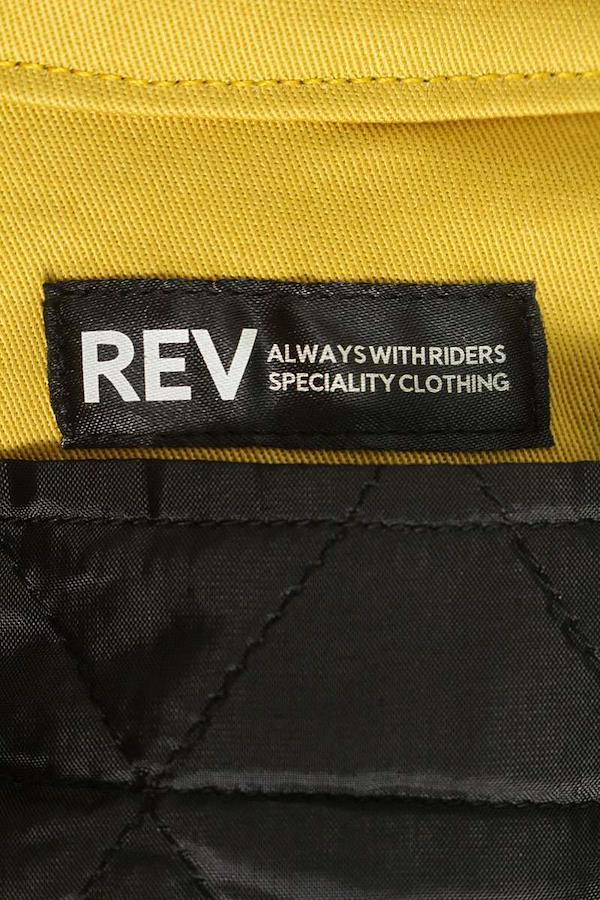 REV
ALWAYS WITH RIDERS
SPECIALITY CLOTHING